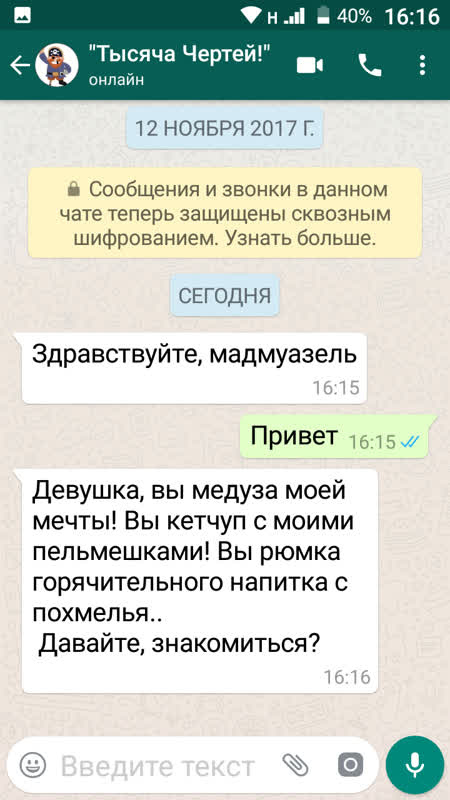 Н 40% 16:16
"Тысяча Чертей!"
онлайн
12 НОЯБРЯ 2017 Г.
Сообщения и звонки в данном
чате теперь защищены сквозным
шифрованием. Узнать больше.
СЕГОДНЯ
Здравствуйте, мадмуазель
16:15
Привет 16:15
Девушка, вы медуза моей
мечты! Вы кетчуп с моими
пельмешками! Вы рюмка
горячительного напитка с
похмелья..
Давайте, знакомиться?
16:16
Введите текст